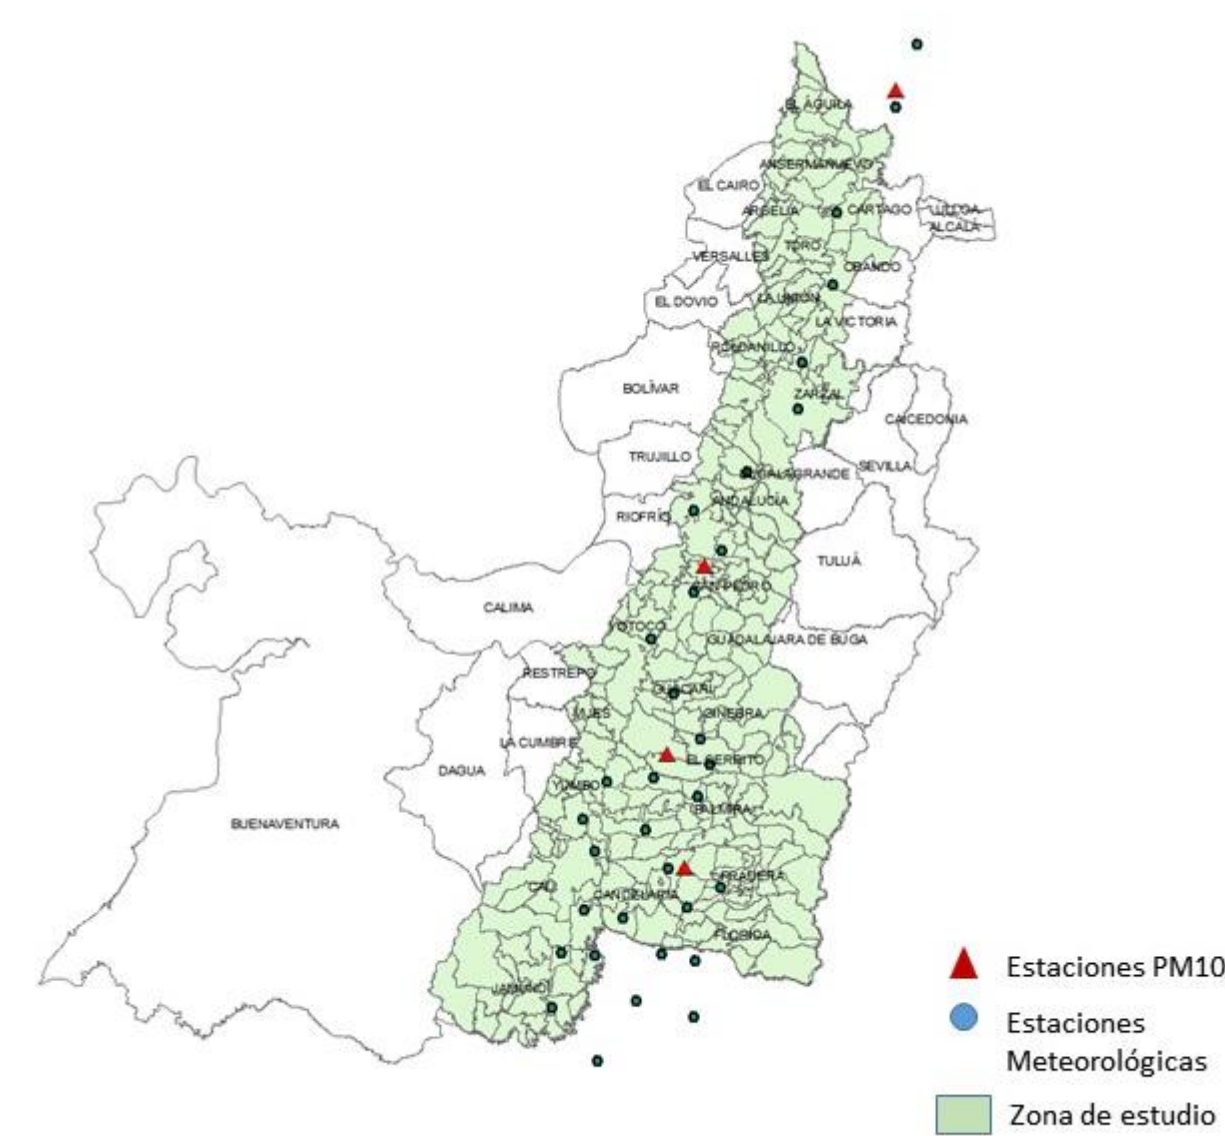 EL ÁGUILA
ANSERMANUEVO
EL CAIRO
ARGELIA
CARTAGO
ULLOA
ALCALÁ
TORO
VERSALLES
OBANDO
LA UNIÓN
EL DOVIO
LA VICTORIA
ROLDANILLO
BOLÍVAR
ZARZAL
CAICEDONIA
TRUJILLO
SEVILLA
BUGALAGRANDE
ANDALUCÍA
RIOFRÍO
TULUÁ
SAN PEDRO
CALIMA
YOTOCO
GUADALAJARA DE BUGA
RESTREPO
GUACARÍ
VIJES
GINEBRA
LA CUMBRE
EL CERRITO
DAGUA
YUMBO
PALMIRA
BUENAVENTURA
PRADERA
CALI
CANDELARIA
FLORIDA
JAMUNDÍ
Estaciones PM10
Estaciones
Meteorológicas
Zona de estudio